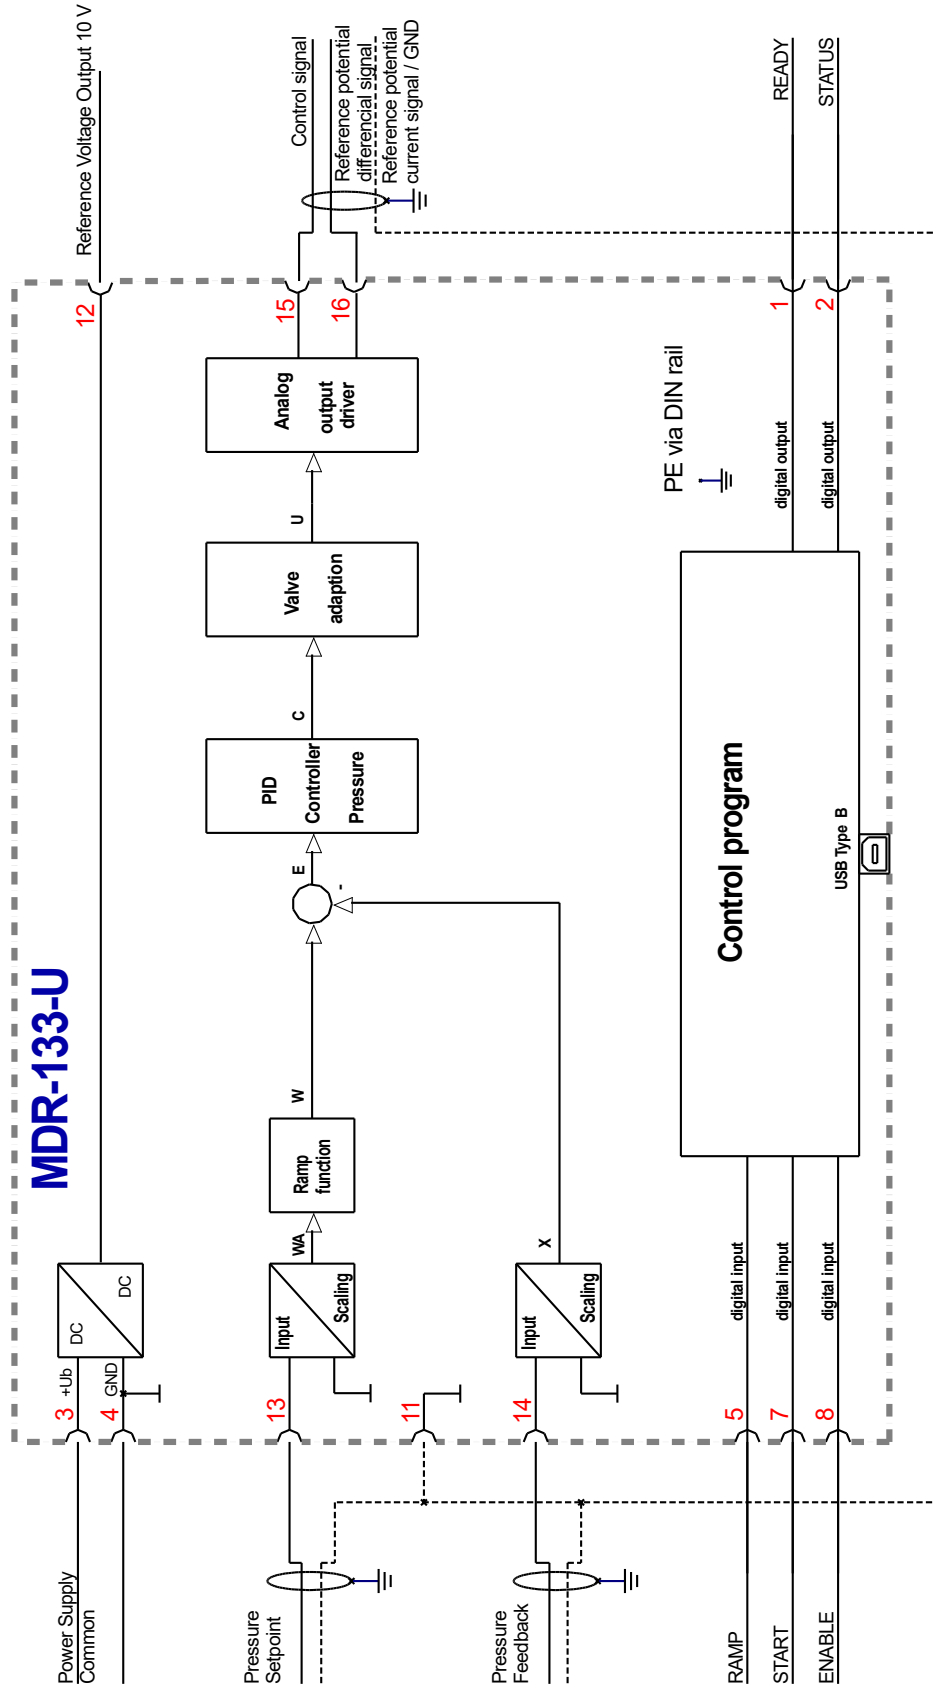 MDR-133-U
Power Supply
Common
3
+Ub
4
GND
DC
DC
12
Reference Voltage Output 10 V
Pressure
Setpoint
13
Input
Scaling
WA
Ramp
function
W
E
-
PID
Controller
Pressure
C
Valve
adaption
U
Analog
output
driver
15
16
Control signal
Reference potential
differencial signal
Reference potential
current signal / GND
11
Pressure
Feedback
14
Input
Scaling
X
PE via DIN rail
RAMP
5
digital input
START
7
digital input
ENABLE
8
digital input
Control program
USB Type B
digital output
1
READY
digital output
2
STATUS